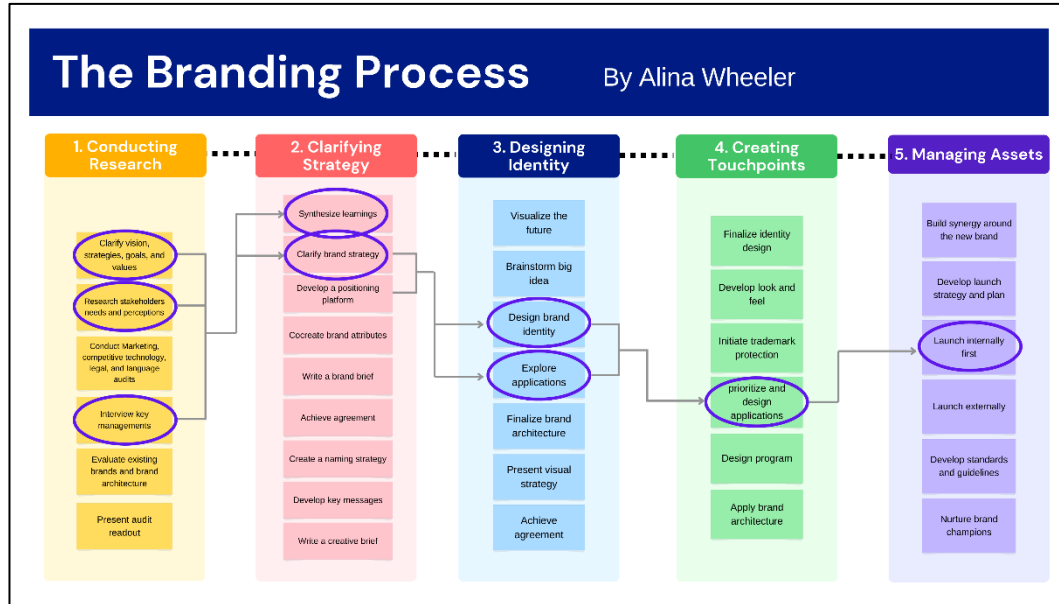 The Branding Process
By Alina Wheeler
1. Conducting
Research
Clarify vision,
strategies, goals, and
values
Research stakeholders
needs and perceptions
Conduct Marketing,
competitive technology,
legal, and language
audits
Interview key
managements
Evaluate existing
brands and brand
architecture
Present audit
readout
2. Clarifying
Strategy
Synthesize learnings
Clarify brand strategy
Develop a positioning
platform
Cocreate brand attributes
Write a brand brief
Achieve agreement
Create a naming strategy
Develop key messages
Write a creative brief
3. Designing
Identity
Visualize the
future
Brainstorm big
idea
Design brand
identity
Explore
applications
Finalize brand
architecture
Present visual
strategy
Achieve
agreement
4. Creating
Touchpoints
Finalize identity
design
Develop look and
feel
Initiate trademark
protection
prioritize and
design
applications
Design program
Apply brand
architecture
5. Managing Assets
Build synergy around
the new brand
Develop launch
strategy and plan
Launch internally
first
Launch externally
Develop standards
and guidelines
Nurture brand
champions